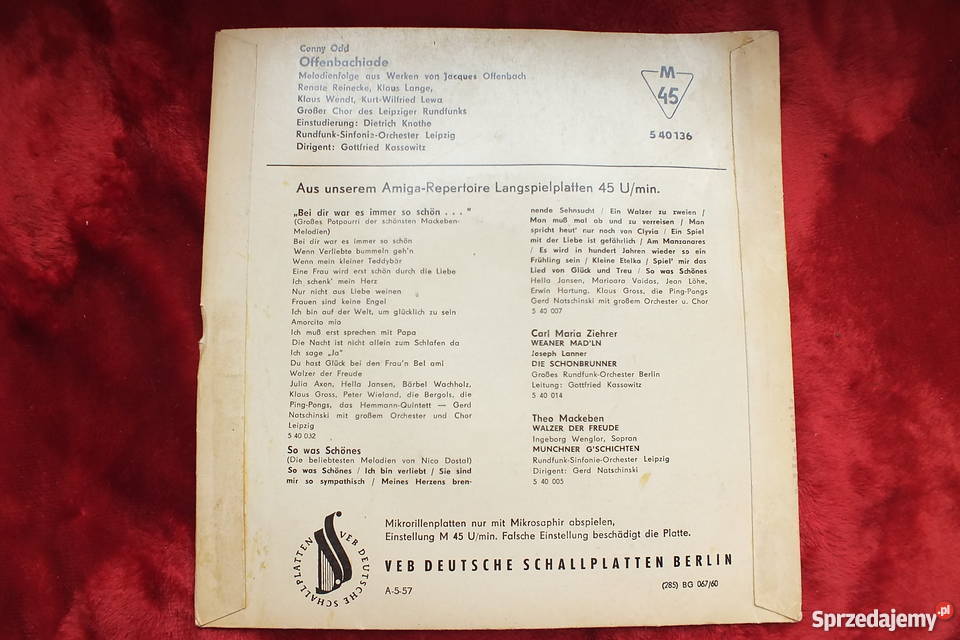 Conny Odd
Offenbachiade
Melodienfolge aus Werken von Jacques Offenbach
Renate Reinecke, Klaus Lange,
Klaus Wendt, Kurt-Wilfried Lewa
Großer Chor des Leipziger Rundfunks
Einstudierung: Dietrich Knothe
Rundfunk-Sinfonie-Orchester Leipzig
Dirigent: Gottfried Kassowitz
M
45
5 40 136
Aus unserem Amiga-Repertoire Langspielplatten 45 U/min.
„Bei dir war es immer so schön . . . "
(Großes Potpourri der schönsten Mackeben-
Melodien)
Bei dir war es immer so schön
Wenn Verliebte bummeln geh'n
Wenn mein kleiner Teddybär
Eine Frau wird erst schön durch die Liebe
Ich schenk' mein Herz
Nur nicht aus Liebe weinen
Frauen sind keine Engel
Ich bin auf der Welt, um glücklich zu sein
Amorcito mio
Ich muß erst sprechen mit Papa
Die Nacht ist nicht allein zum Schlafen da
Ich sage „Ja"
Du hast Glück bei den Frau'n Bel ami
Walzer der Freude
Julia Axen, Hella Jansen, Bärbel Wachholz,
Klaus Gross, Peter Wieland, die Bergols, die
Ping-Pongs, das Hemmann-Quintett — Gerd
Natschinski mit großem Orchester und Chor
Leipzig
5 40 032
So was Schönes
(Die beliebtesten Melodien von Nico Dostal)
So was Schönes / Ich bin verliebt / Sie sind
mir so sympathisch / Meines Herzens bren-
nende Sehnsucht / Ein Walzer zu zweien /
Man muß mal ab und zu verreisen / Man
spricht heut' nur noch von Clyvia / Ein Spiel
mit der Liebe ist gefährlich / Am Manzanares
/ Es wird in hundert Jahren wieder so ein
Frühling sein / Kleine Etelka / Spiel' mir das
Lied von Glück und Treu / So was Schönes
Hella Jansen, Marioara Vaidas, Jean Löhe,
Erwin Hartung, Klaus Gross, die Ping-Pongs
Gerd Natschinski mit großem Orchester u. Chor
5 40 007
Carl Maria Ziehrer
WEANER MAD'LN
Joseph Lanner
DIE SCHÖNBRUNNER
Großes Rundfunk-Orchester Berlin
Leitung: Gottfried Kassowitz
5 40 014
Theo Mackeben
WALZER DER FREUDE
Ingeborg Wenglor, Sopran
MÜNCHNER G'SCHICHTEN
Rundfunk-Sinfonie-Orchester Leipzig
Dirigent: Gerd Natschinski
5 40 005
VEB DEUTSCHE SCHALLPLATTEN
Mikrorillenplatten nur mit Mikrosaphir abspielen,
Einstellung M 45 U/min. Falsche Einstellung beschädigt die Platte.
VEB DEUTSCHE SCHALLPLATTEN BERLIN
A-5-57
(285) BG 067/60
Sprzedajemy.pl